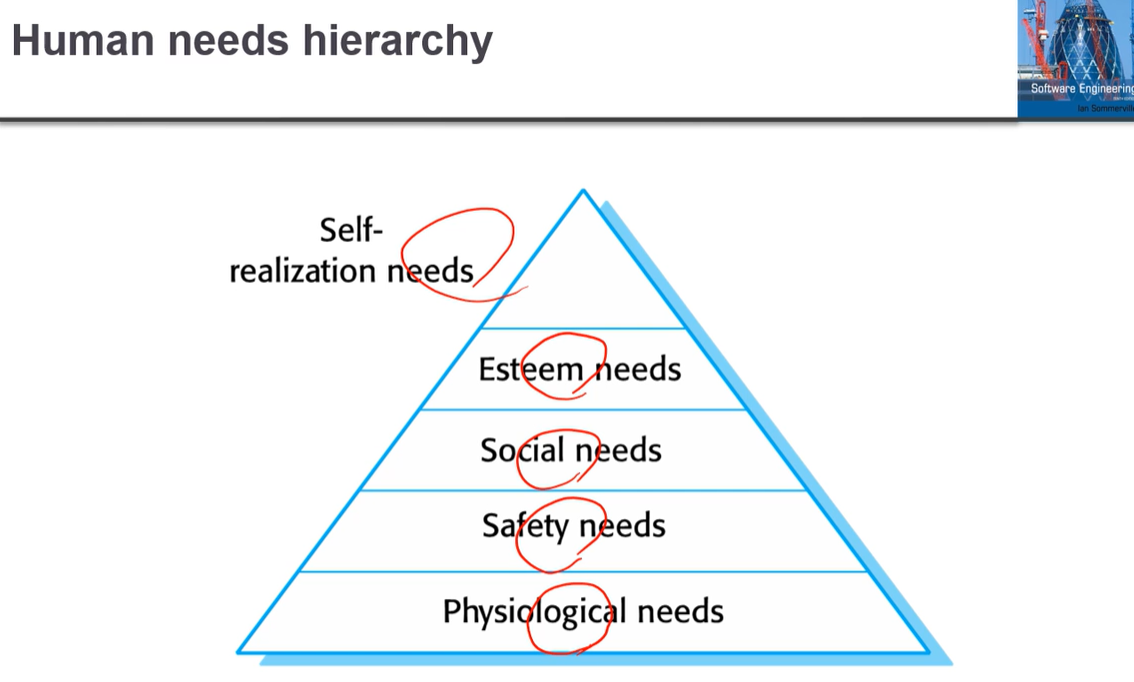 Human needs hierarchy
Software Engineering
Ian Sommerville
Self-
realization needs
Esteem needs
Social needs
Safety needs
Physiological needs